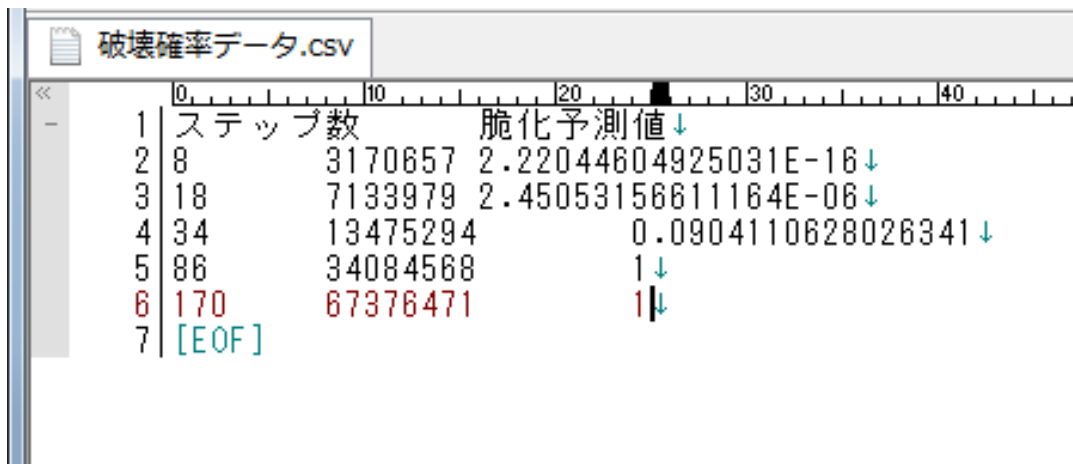 破壊確率データ.csv
0 10 20 30 40
1 ステップ数 脆化予測値↓
2 8 3170657 2.22044604925031E-16↓
3 18 7133979 2.45053156611164E-06↓
4 34 13475294 0.0904110628026341↓
5 86 34084568 1↓
6 170 67376471 1↓
7 [EOF]